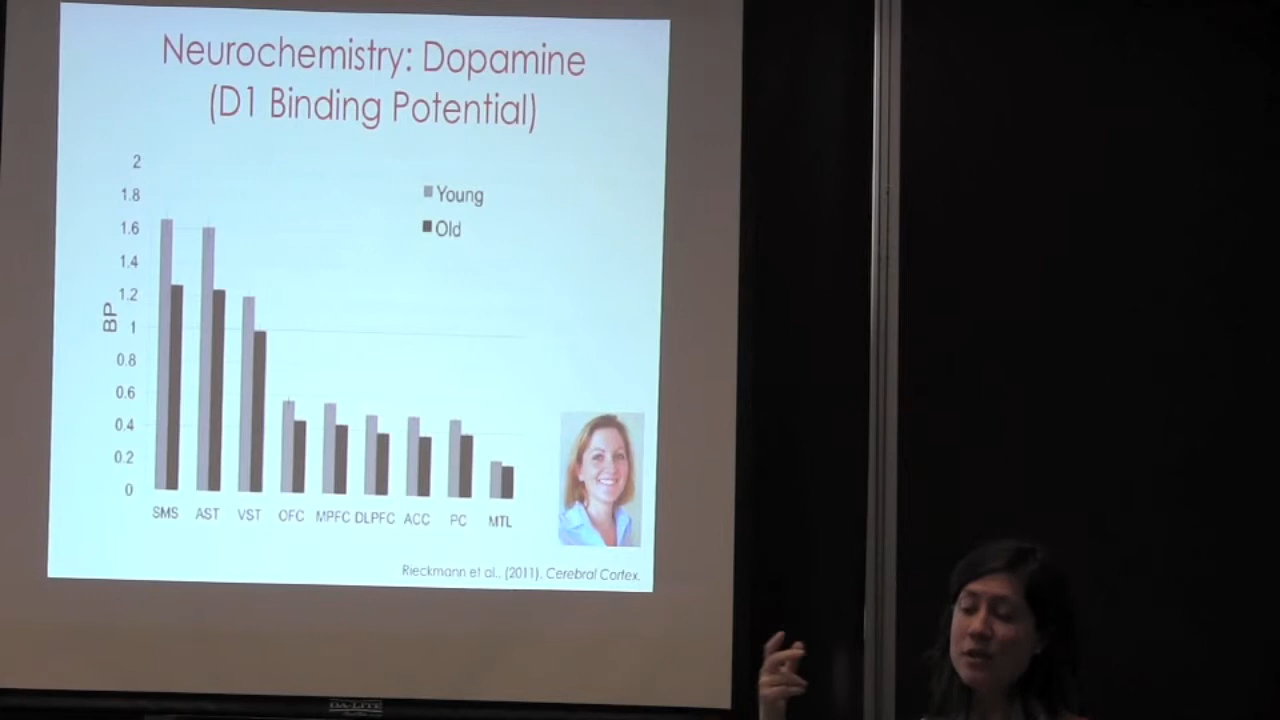 Neurochemistry: Dopamine
(D1 Binding Potential)
2
1.8
1.6
1.4
1.2
1
0.8
0.6
0.4
0.2
0
BP
Young
Old
SMS AST VST OFC MPFC DLPFC ACC PC MTL
Rieckmann et al., (2011), Cerebral Cortex.
DA-LITE